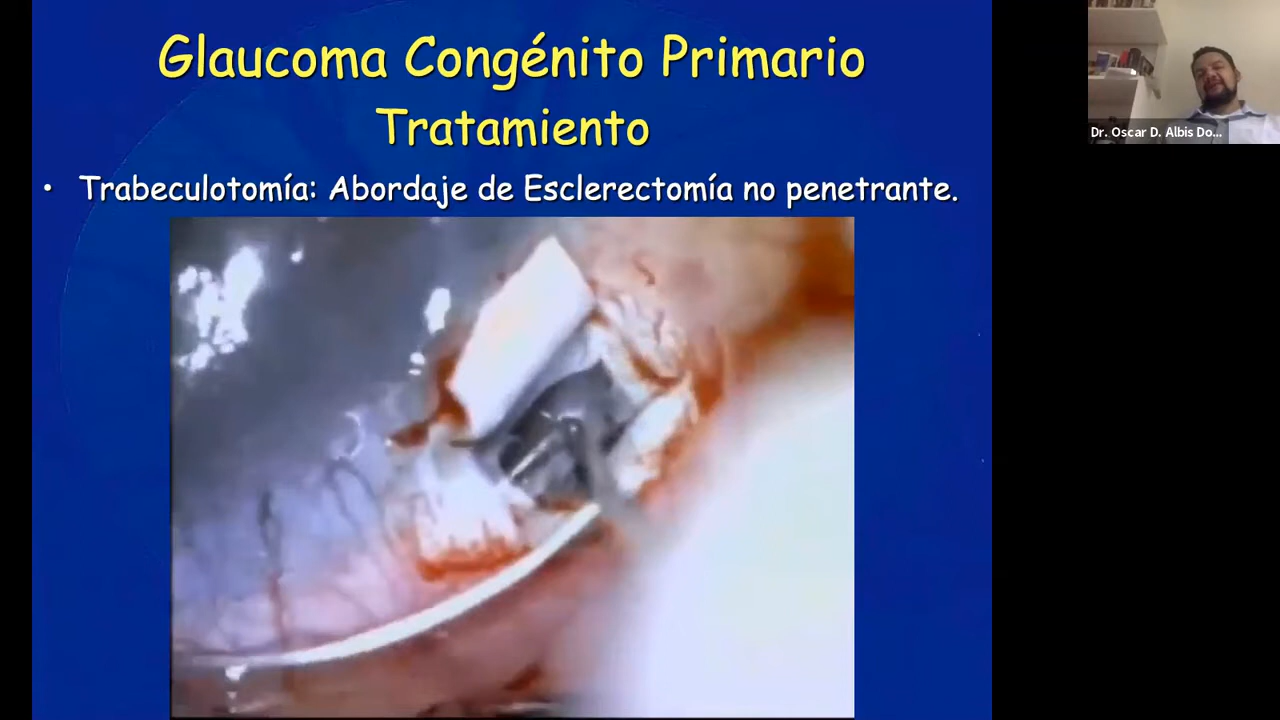 Glaucoma Congénito Primario
Tratamiento
• Trabeculotomía: Abordaje de Esclerectomía no penetrante.
Dr. Oscar D. Albis Do...